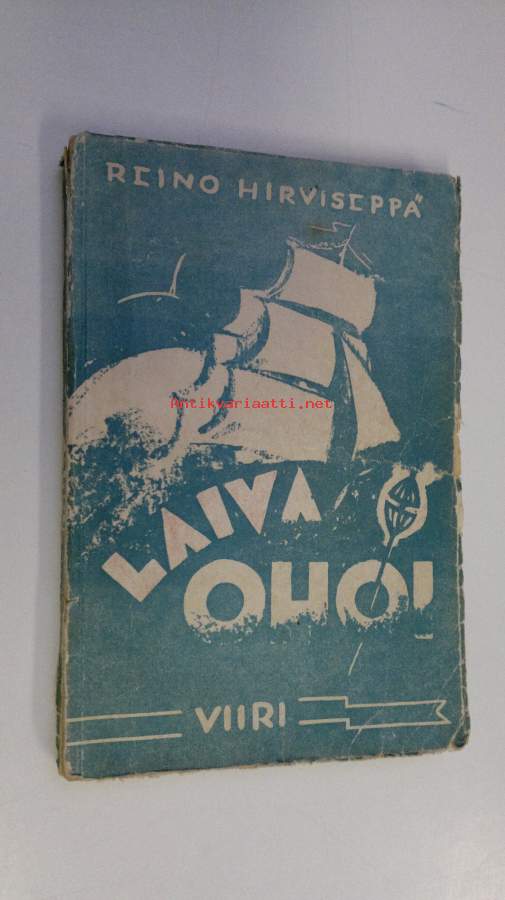 REINO HIRVISEPPÄ
Antikvariaatti.net
LAIVA
OHOI
VIIRI